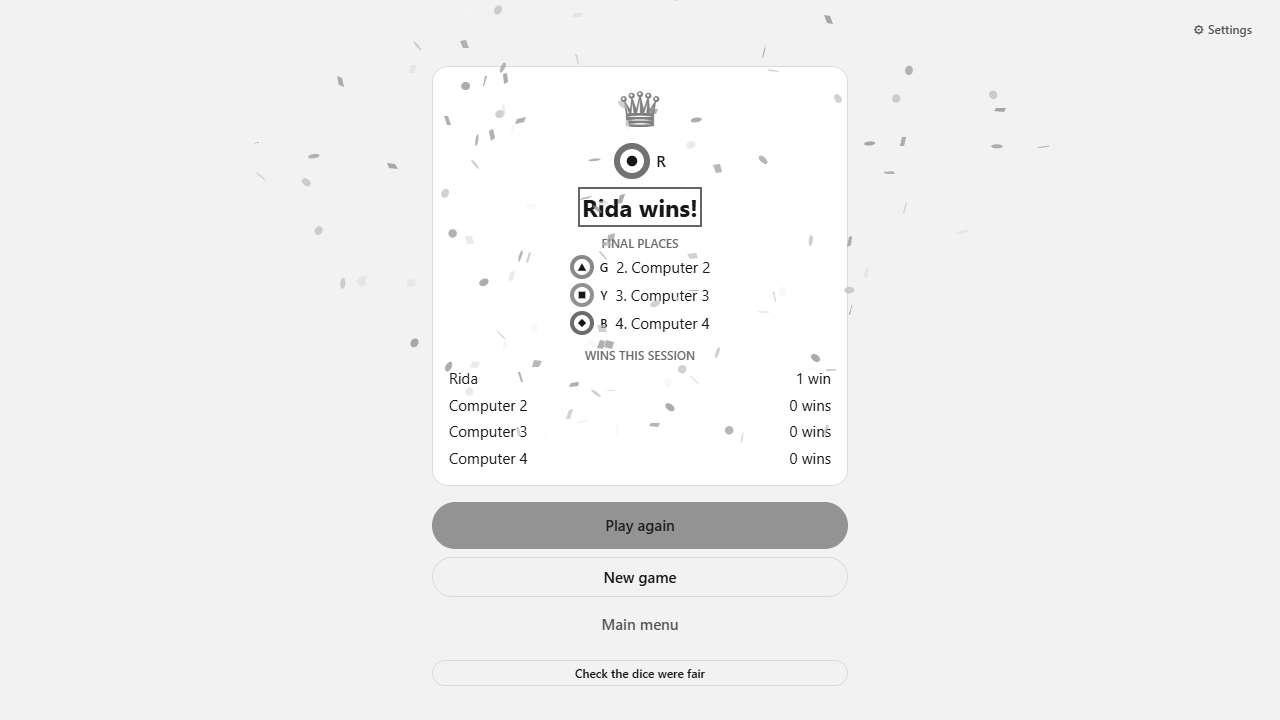 Settings
R
Rida wins!
FINAL PLACES
G 2. Computer 2
Y 3. Computer 3
B 4. Computer 4
WINS THIS SESSION
Rida 1 win
Computer 2 0 wins
Computer 3 0 wins
Computer 4 0 wins
Play again
New game
Main menu
Check the dice were fair